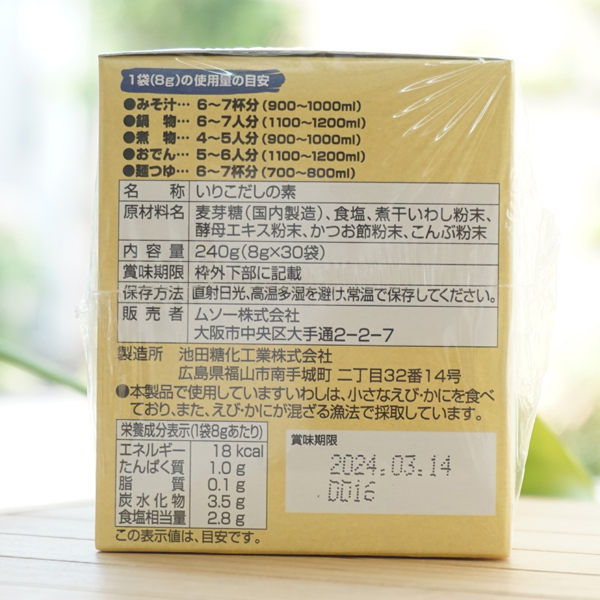 1袋(8g)の使用量の目安
●みそ汁… 6～7杯分(900～1000ml)
●鍋 物… 6～7人分(1100～1200ml)
●煮 物… 4～5人分(900～1000ml)
●おでん… 5～6人分(1100～1200ml)
●麺つゆ… 6～7杯分(700～800ml)
名 称 いりこだしの素
原材料名 麦芽糖(国内製造)、食塩、煮干いわし粉末、
酵母エキス粉末、かつお節粉末、こんぶ粉末
内容量 240g(8g×30袋)
賞味期限 枠外下部に記載
保存方法 直射日光、高温多湿を避け、常温で保存してください。
販売者 ムソー株式会社
大阪市中央区大手通2-2-7
製造所 池田糖化工業株式会社
広島県福山市南手城町 二丁目32番14号
●本製品で使用していますいわしは、小さなえび・かにを食べ
ており、また、えび・かにが混ざる漁法で採取しています。
栄養成分表示(1袋8gあたり)
エネルギー 18 kcal
たんぱく質 1.0 g
脂 質 0.1 g
炭水化物 3.5 g
食塩相当量 2.8 g
この表示値は、目安です。
賞味期限
2024.03.14
DD16